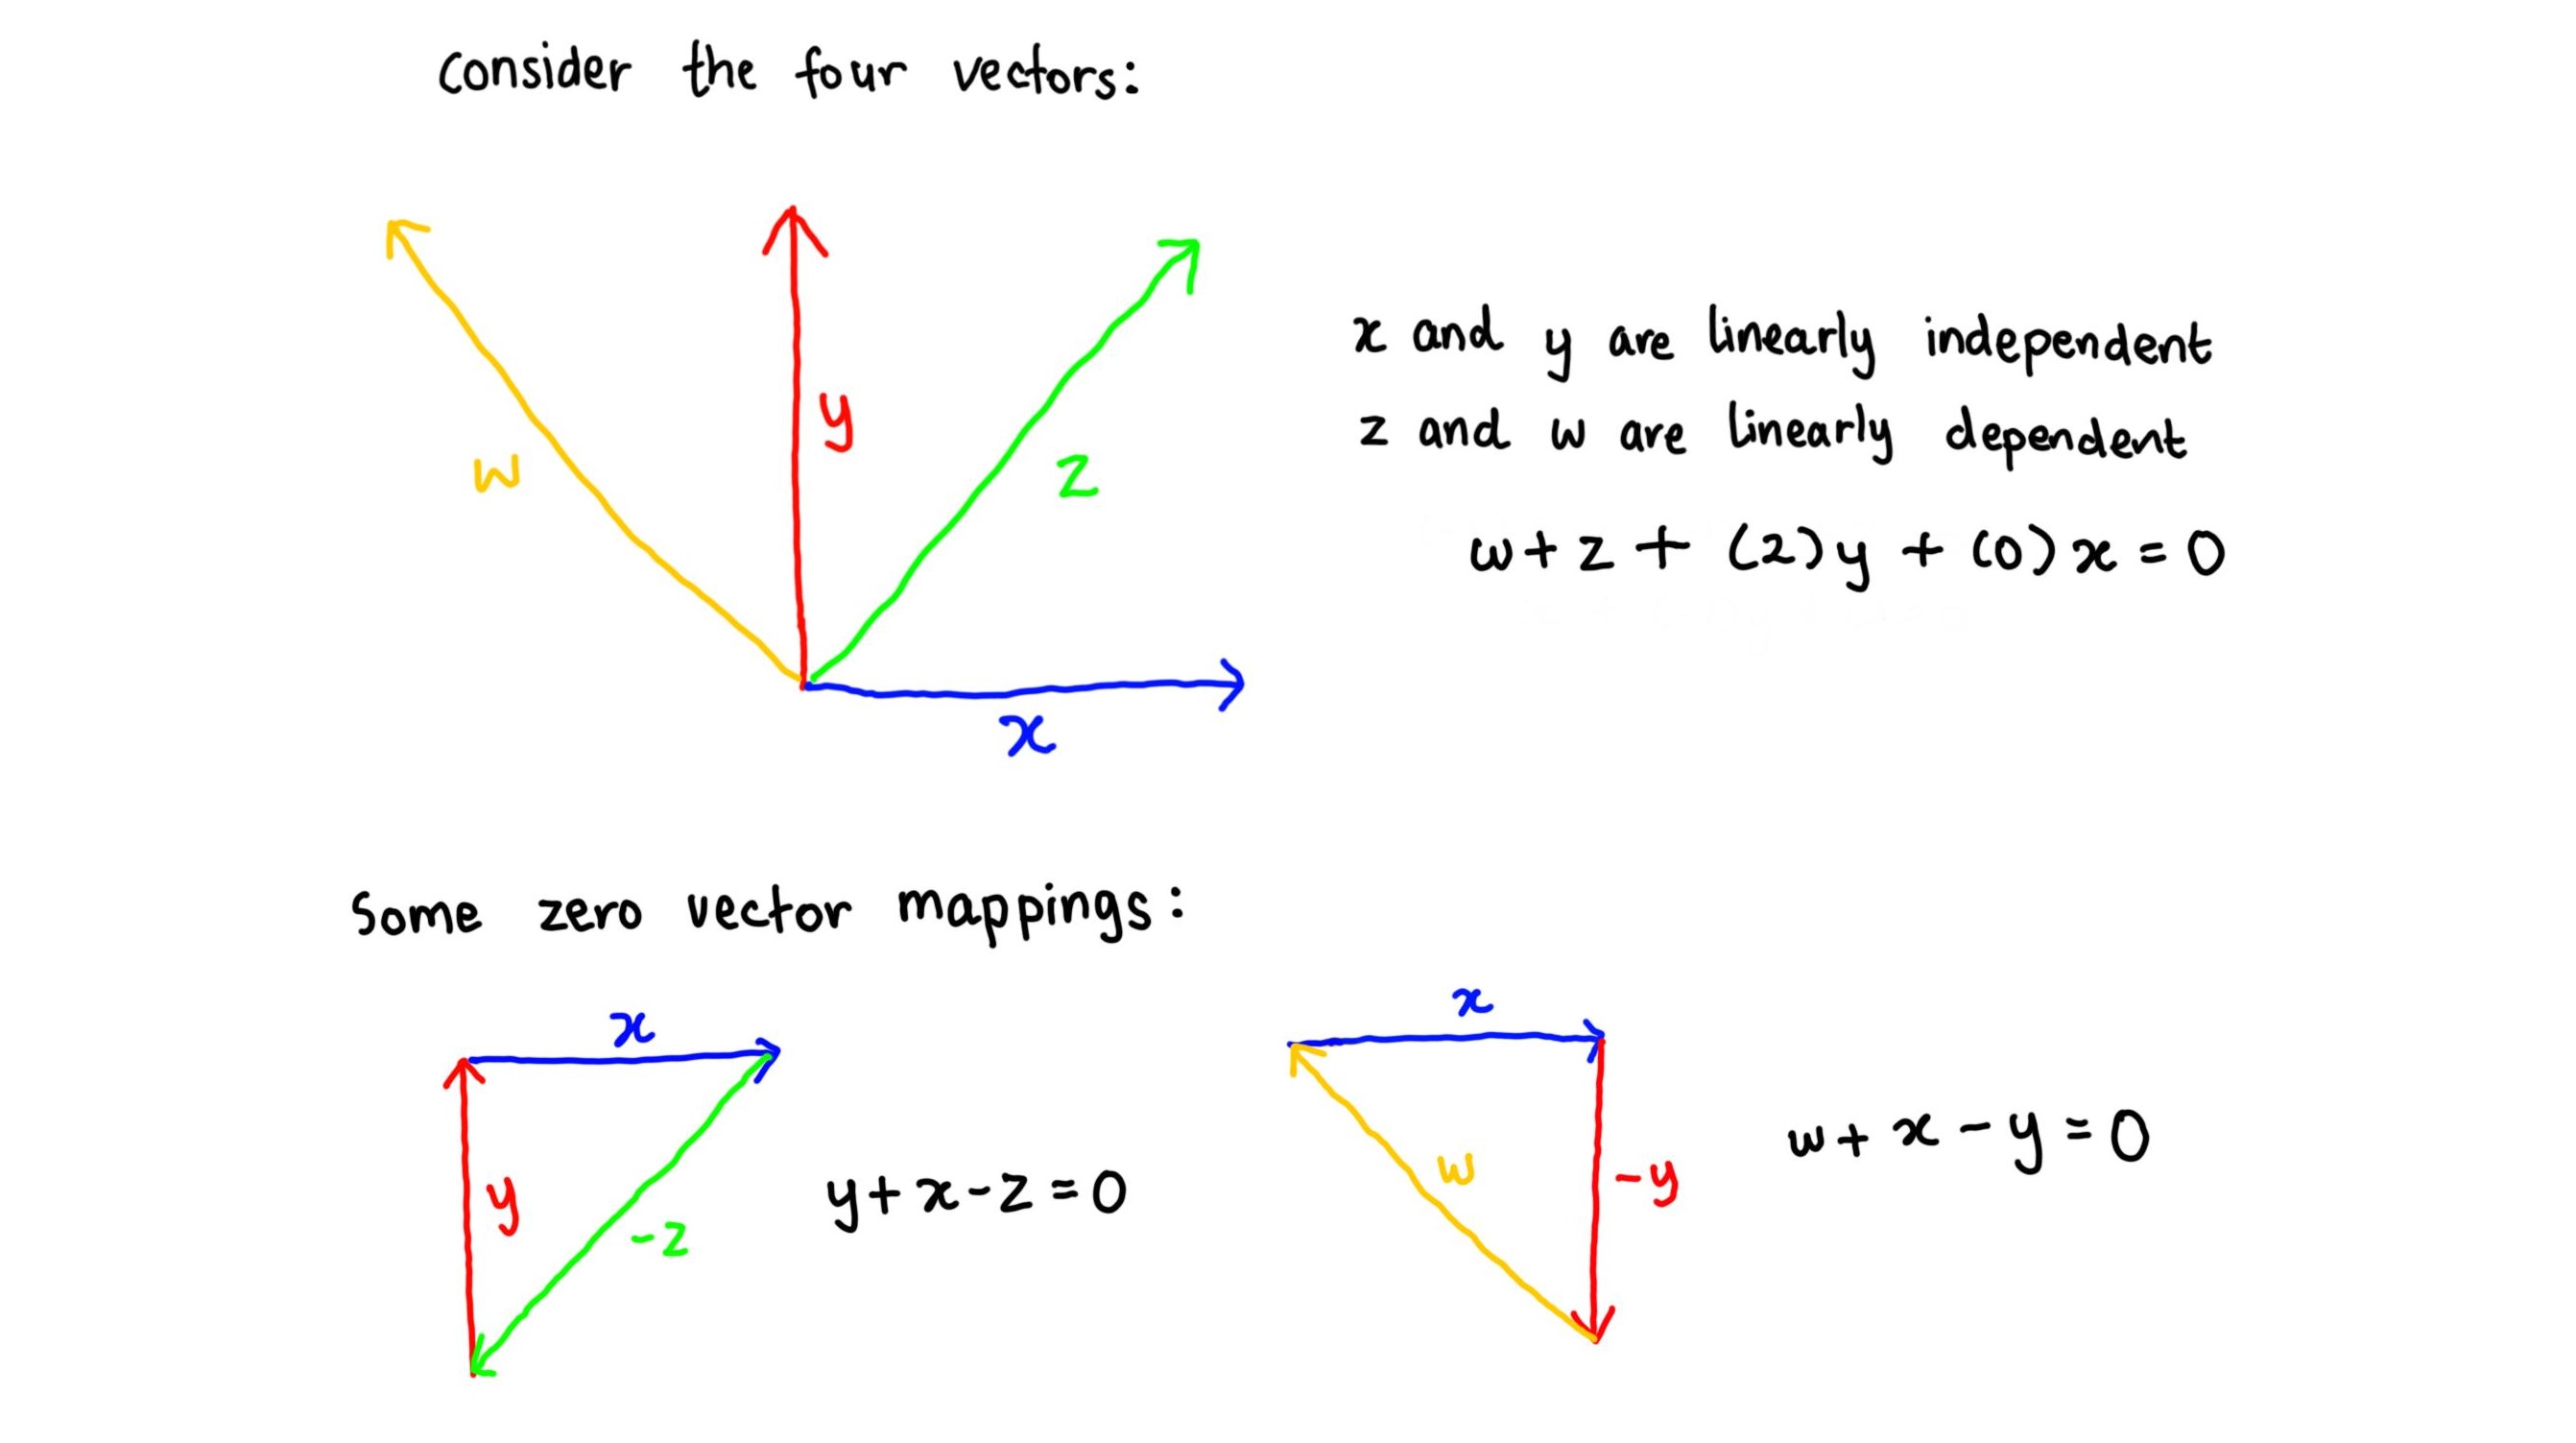 Consider the four vectors:
w
y
z
x
x and y are linearly independent
z and w are linearly dependent
w + z + (2) y + (0) x = 0
Some zero vector mappings:
x
y
-z
y + x - z = 0
x
w
-y
w + x - y = 0